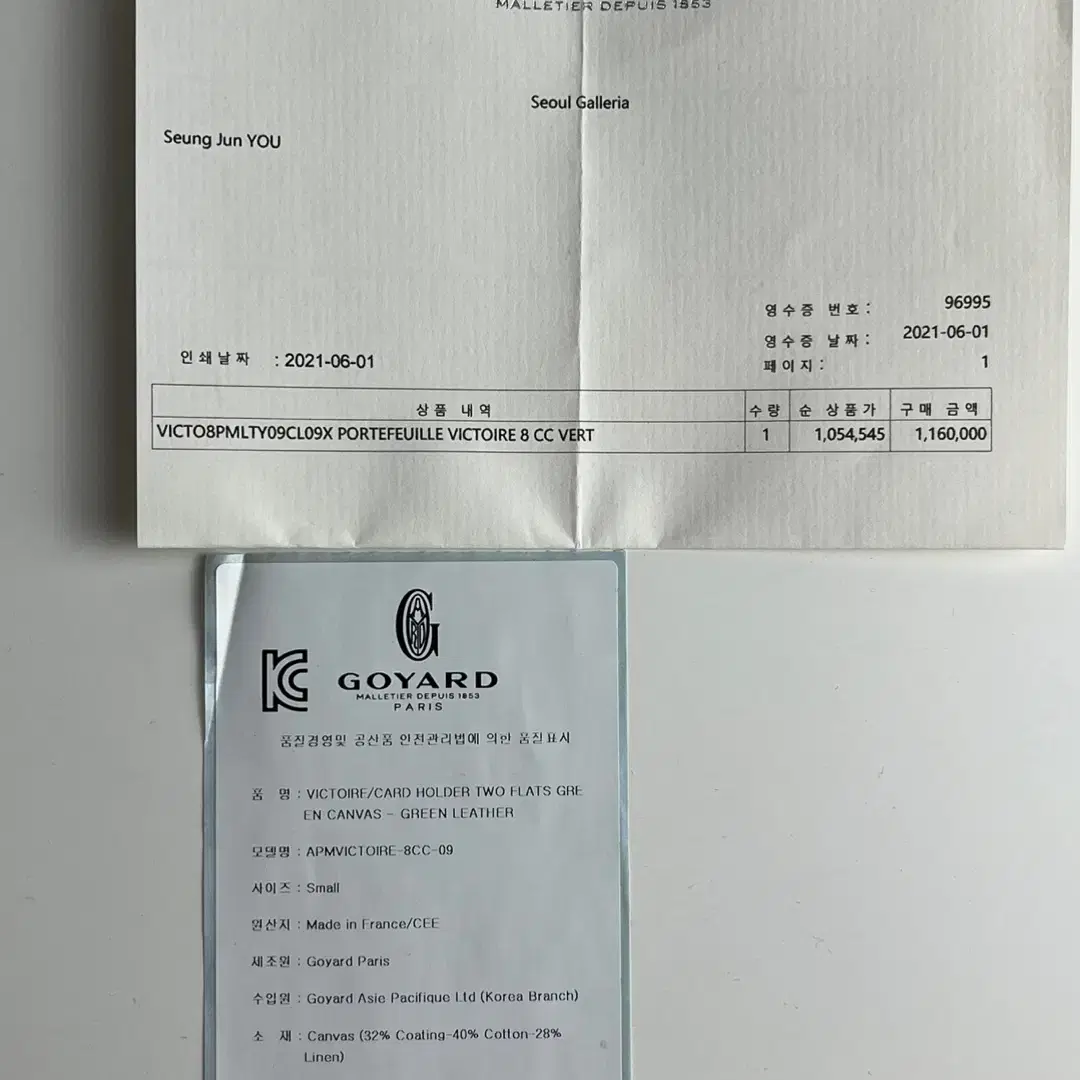 MALLETIER DEPUIS 1853
Seoul Galleria
Seung Jun YOU
영수증 번호 : 96995
영수증 날짜 : 2021-06-01
인쇄날짜 : 2021-06-01
페이지 : 1
상품 내역 수량 순 상품가 구매 금액
VICTO8PMLTY09CL09X PORTEFEUILLE VICTOIRE 8 CC VERT 1 1,054,545 1,160,000
GOYARD
MALLETIER DEPUIS 1853
PARIS
품질경영및 공산품 안전관리법에 의한 품질표시
품 명 : VICTOIRE/CARD HOLDER TWO FLATS GRE
EN CANVAS - GREEN LEATHER
모델명 : APMVICTOIRE-8CC-09
사이즈 : Small
원산지 : Made in France/CEE
제조원 : Goyard Paris
수입원 : Goyard Asie Pacifique Ltd (Korea Branch)
소 재 : Canvas (32% Coating-40% Cotton-28%
Linen)